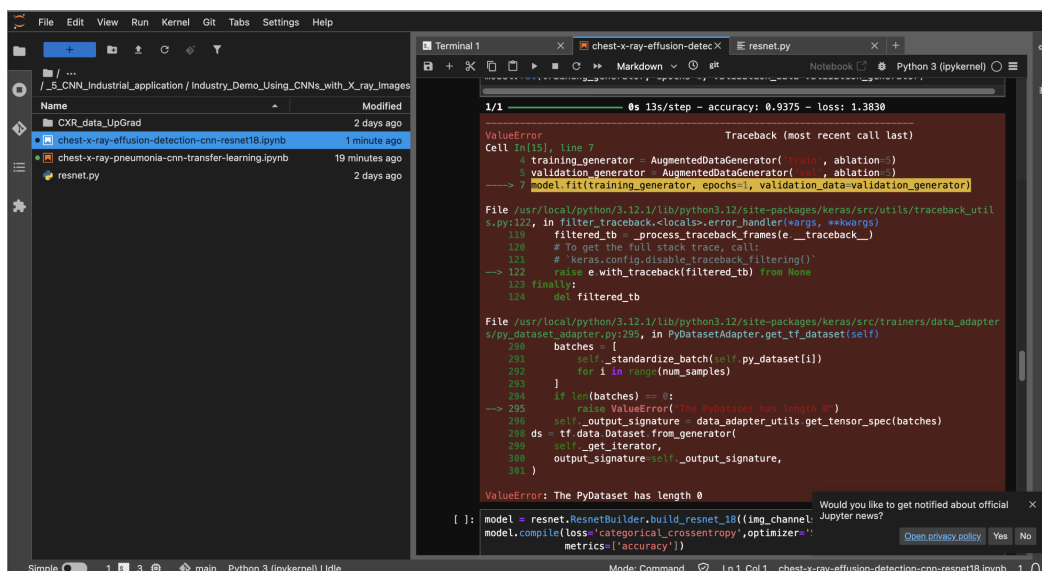 File Edit View Run Kernel Git Tabs Settings Help
/ ...
/ _5_CNN_Industrial_application / Industry_Demo_Using_CNNs_with_X_ray_Images
Name Modified
CXR_data_UpGrad 2 days ago
chest-x-ray-effusion-detection-cnn-resnet18.ipynb 1 minute ago
chest-x-ray-pneumonia-cnn-transfer-learning.ipynb 19 minutes ago
resnet.py 2 days ago
Terminal 1 chest-x-ray-effusion-detec resnet.py
Markdown git Notebook Python 3 (ipykernel)
1/1 0s 13s/step - accuracy: 0.9375 - loss: 1.3830
ValueError Traceback (most recent call last)
Cell In[15], line 7
4 training_generator = AugmentedDataGenerator('train', ablation=5)
5 validation_generator = AugmentedDataGenerator('val', ablation=5)
----> 7 model.fit(training_generator, epochs=1, validation_data=validation_generator)
File /usr/local/python/3.12.1/lib/python3.12/site-packages/keras/src/utils/traceback_util
s.py:122, in filter_traceback.<locals>.error_handler(*args, **kwargs)
119 filtered_tb = _process_traceback_frames(e.__traceback__)
120 # To get the full stack trace, call:
121 # `keras.config.disable_traceback_filtering()`
--> 122 raise e.with_traceback(filtered_tb) from None
123 finally:
124 del filtered_tb
File /usr/local/python/3.12.1/lib/python3.12/site-packages/keras/src/trainers/data_adapter
s/py_dataset_adapter.py:295, in PyDatasetAdapter.get_tf_dataset(self)
290 batches = [
291 self._standardize_batch(self.py_dataset[i])
292 for i in range(num_samples)
293 ]
294 if len(batches) == 0:
--> 295 raise ValueError("The PyDataset has length 0")
296 self._output_signature = data_adapter_utils.get_tensor_spec(batches)
298 ds = tf.data.Dataset.from_generator(
299 self._get_iterator,
300 output_signature=self._output_signature,
301 )
ValueError: The PyDataset has length 0
[ ]: model = resnet.ResnetBuilder.build_resnet_18((img_channels
model.compile(loss='categorical_crossentropy',optimizer='S
metrics=['accuracy'])
Would you like to get notified about official
Jupyter news?
Open privacy policy Yes No
Simple 1 3 main Python 3 (ipykernel) | Idle Mode: Command Ln 1, Col 1 chest-x-ray-effusion-detection-cnn-resnet18.ipynb 1